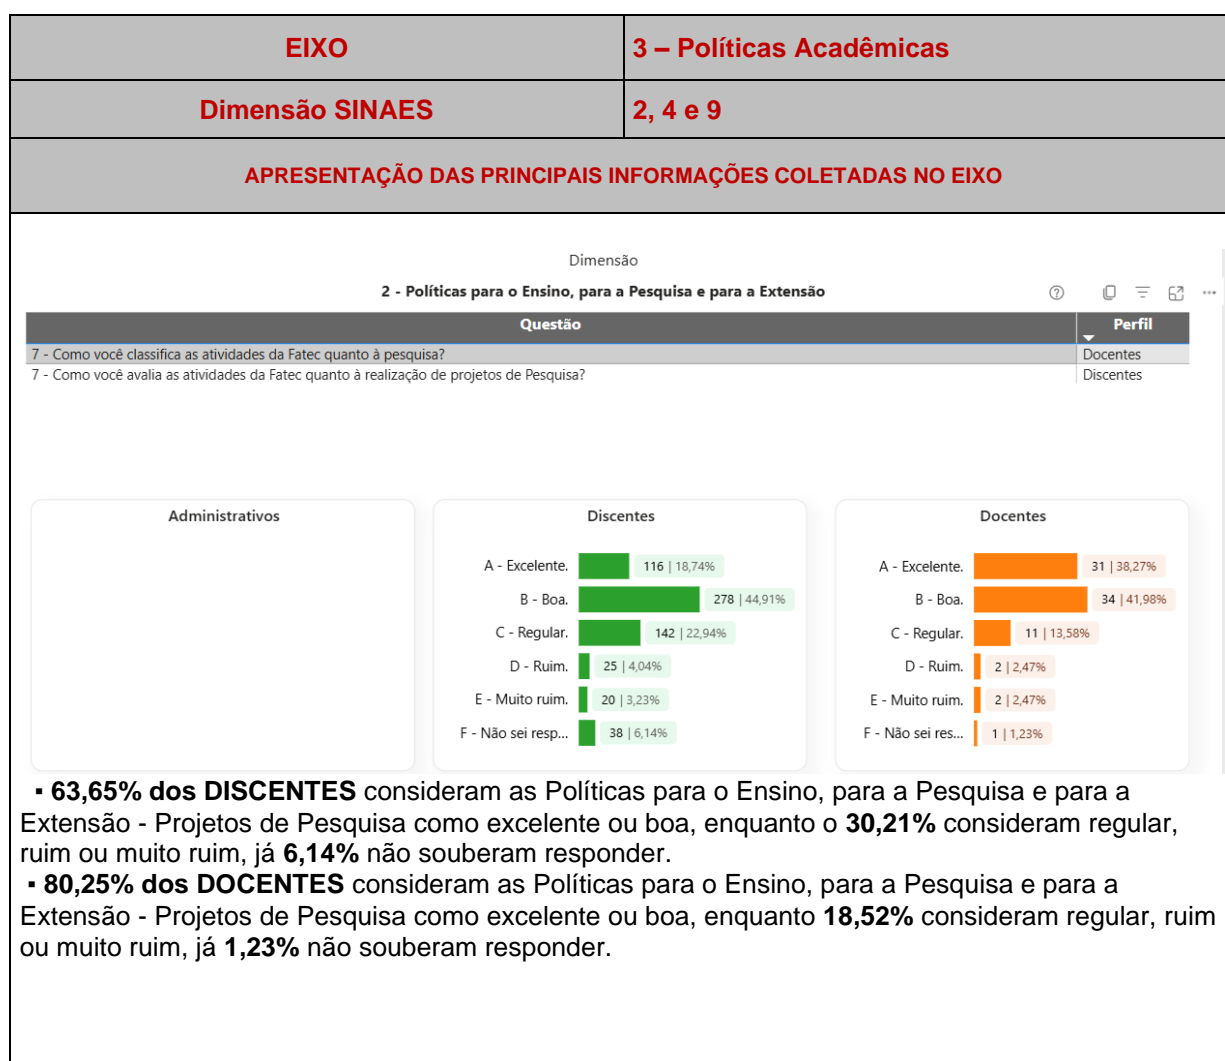 EIXO
3 – Políticas Acadêmicas
Dimensão SINAES
2, 4 e 9
APRESENTAÇÃO DAS PRINCIPAIS INFORMAÇÕES COLETADAS NO EIXO
Dimensão
2 - Políticas para o Ensino, para a Pesquisa e para a Extensão
Questão
Perfil
7 - Como você classifica as atividades da Fatec quanto à pesquisa?
Docentes
7 - Como você avalia as atividades da Fatec quanto à realização de projetos de Pesquisa?
Discentes
Administrativos
Discentes
A - Excelente. 116 | 18,74%
B - Boa. 278 | 44,91%
C - Regular. 142 | 22,94%
D - Ruim. 25 | 4,04%
E - Muito ruim. 20 | 3,23%
F - Não sei resp... 38 | 6,14%
Docentes
A - Excelente. 31 | 38,27%
B - Boa. 34 | 41,98%
C - Regular. 11 | 13,58%
D - Ruim. 2 | 2,47%
E - Muito ruim. 2 | 2,47%
F - Não sei res... 1 | 1,23%
▪ 63,65% dos DISCENTES consideram as Políticas para o Ensino, para a Pesquisa e para a
Extensão - Projetos de Pesquisa como excelente ou boa, enquanto o 30,21% consideram regular,
ruim ou muito ruim, já 6,14% não souberam responder.
▪ 80,25% dos DOCENTES consideram as Políticas para o Ensino, para a Pesquisa e para a
Extensão - Projetos de Pesquisa como excelente ou boa, enquanto 18,52% consideram regular, ruim
ou muito ruim, já 1,23% não souberam responder.